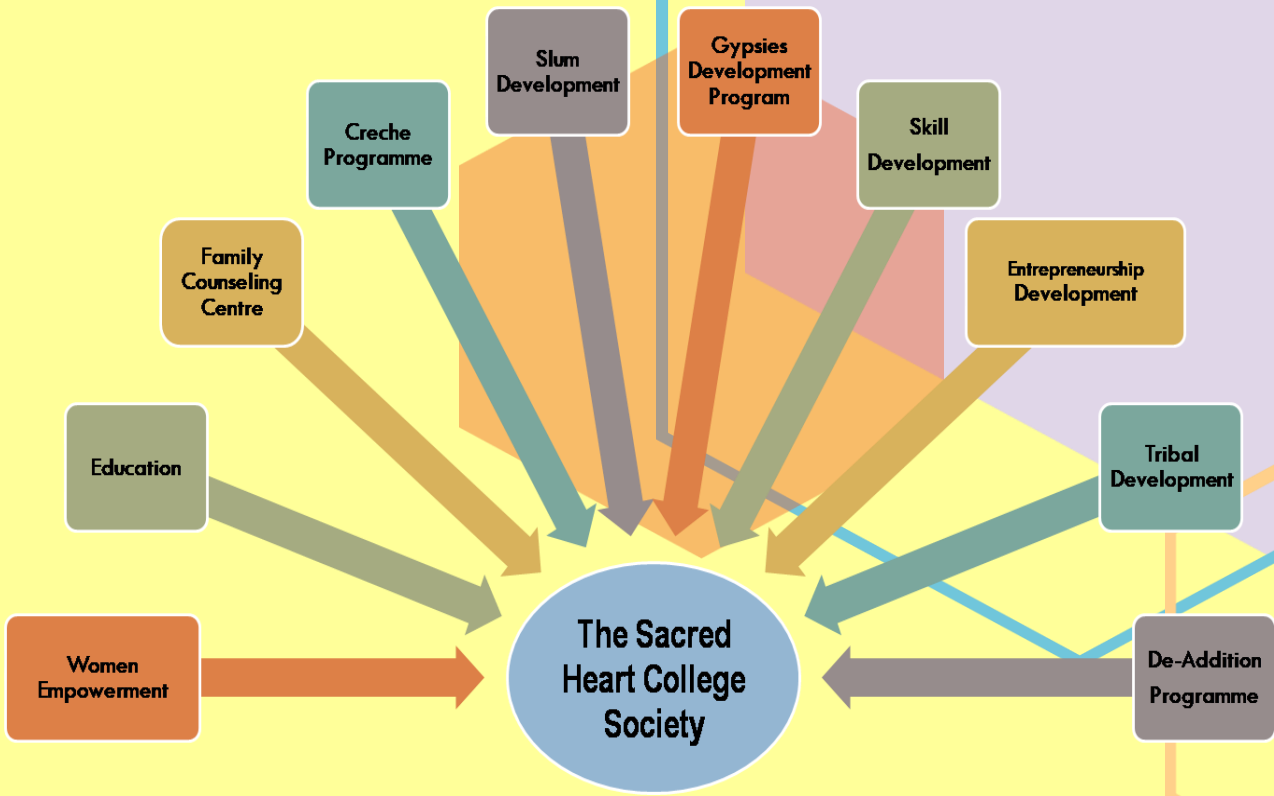 Slum
Development
Gypsies
Development
Program
Creche
Programme
Skill
Development
Family
Counseling
Centre
Entrepreneurship
Development
Education
Tribal
Development
Women
Empowerment
The Sacred
Heart College
Society
De-Addition
Programme